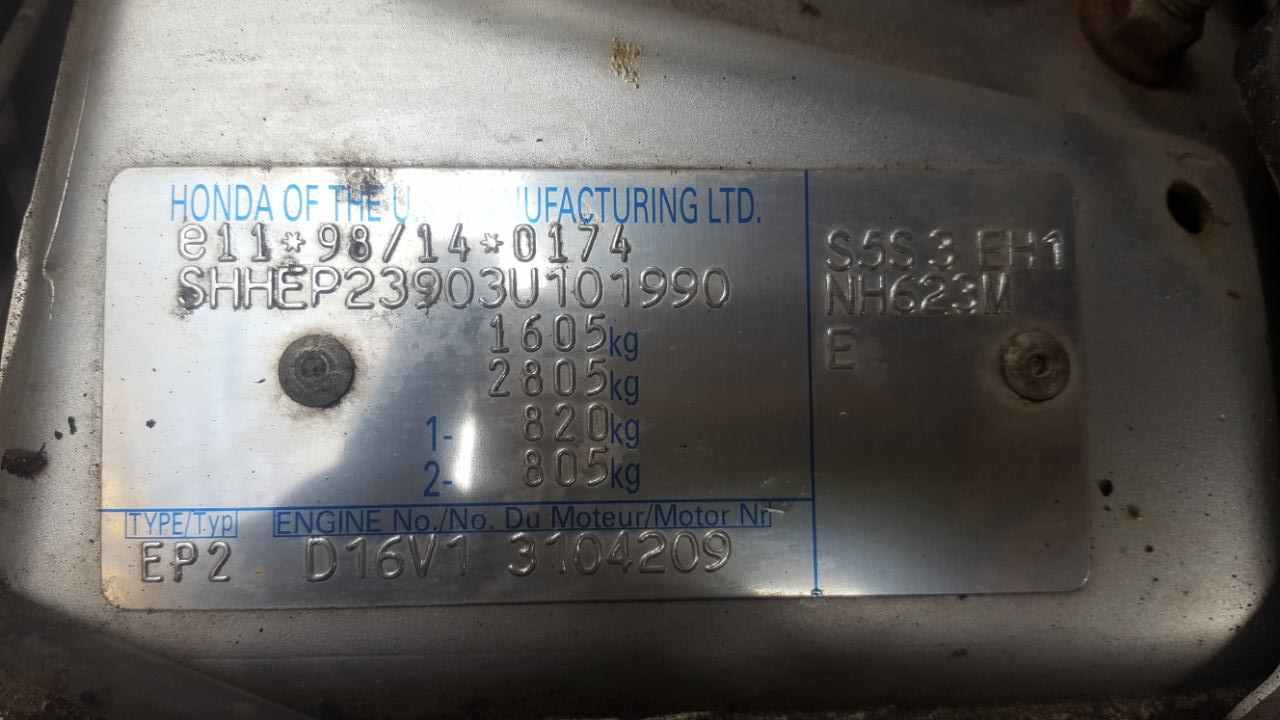 HONDA OF THE U UFACTURING LTD.
e11*98/14*0174
SHHEP23903U101990
1605kg
2805kg
1- 820kg
2- 805kg
S5S 3 EH1
NH623M
E
TYPE/Typ ENGINE No./No. Du Moteur/Motor Nr
EP2 D16V1 3104209